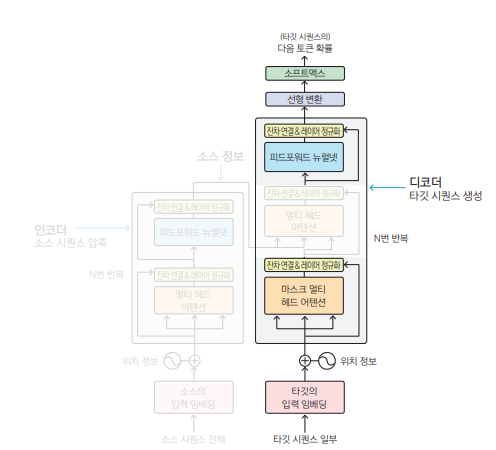 (타깃 시퀀스의)
다음 토큰 확률
소프트맥스
선형 변환
잔차 연결 & 레이어 정규화
피드포워드 뉴럴넷
소스 정보
디코더
타깃 시퀀스 생성
잔차 연결 & 레이어 정규화
잔차 연결 & 레이어 정규화
멀티 헤드
어텐션
인코더
소스 시퀀스 압축
피드포워드 뉴럴넷
N번 반복
잔차 연결 & 레이어 정규화
잔차 연결 & 레이어 정규화
N번 반복
멀티 헤드
어텐션
마스크 멀티
헤드 어텐션
위치 정보
위치 정보
소스의
입력 임베딩
타깃의
입력 임베딩
소스 시퀀스 전체
타깃 시퀀스 일부